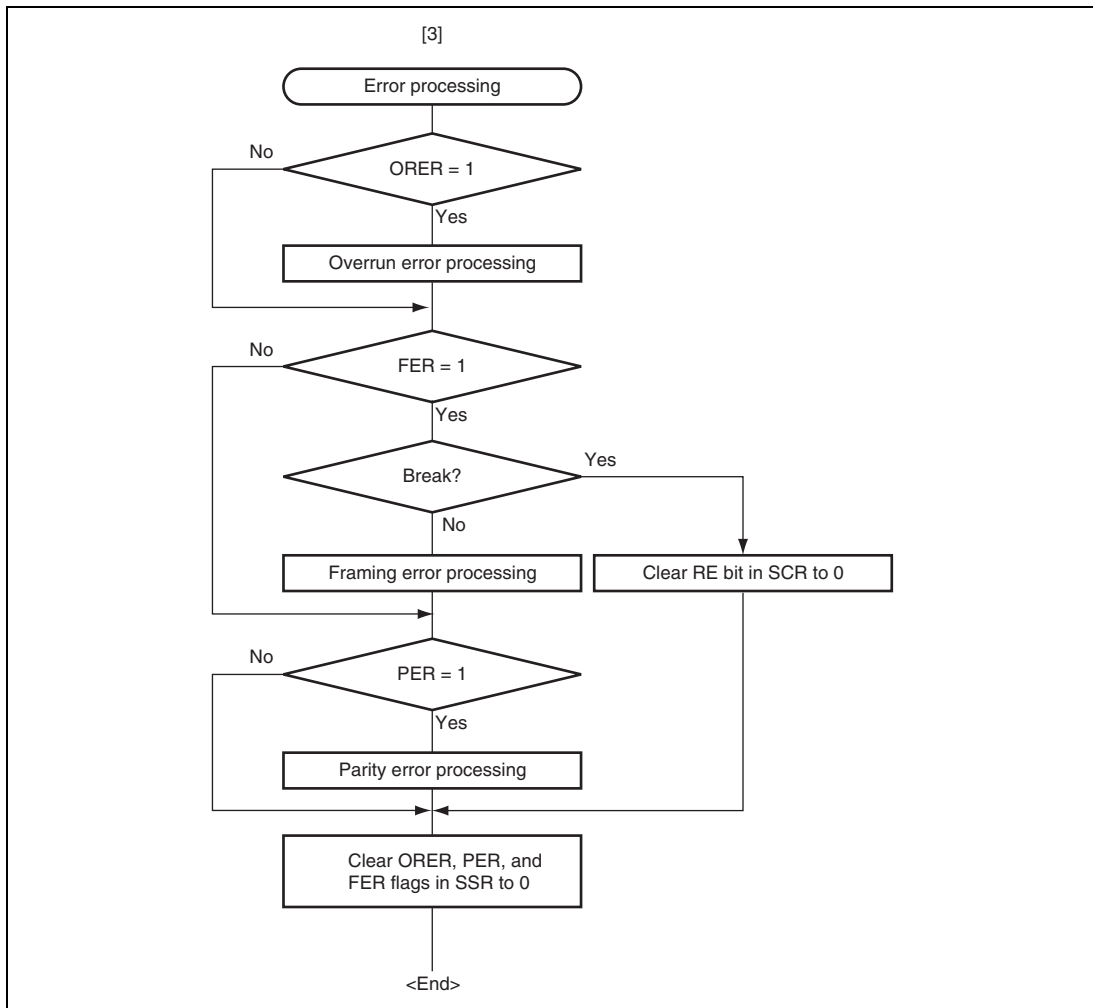 [3]
Error processing
No
ORER = 1
Yes
Overrun error processing
No
FER = 1
Yes
Break?
Yes
No
Framing error processing
Clear RE bit in SCR to 0
No
PER = 1
Yes
Parity error processing
Clear ORER, PER, and
FER flags in SSR to 0
<End>